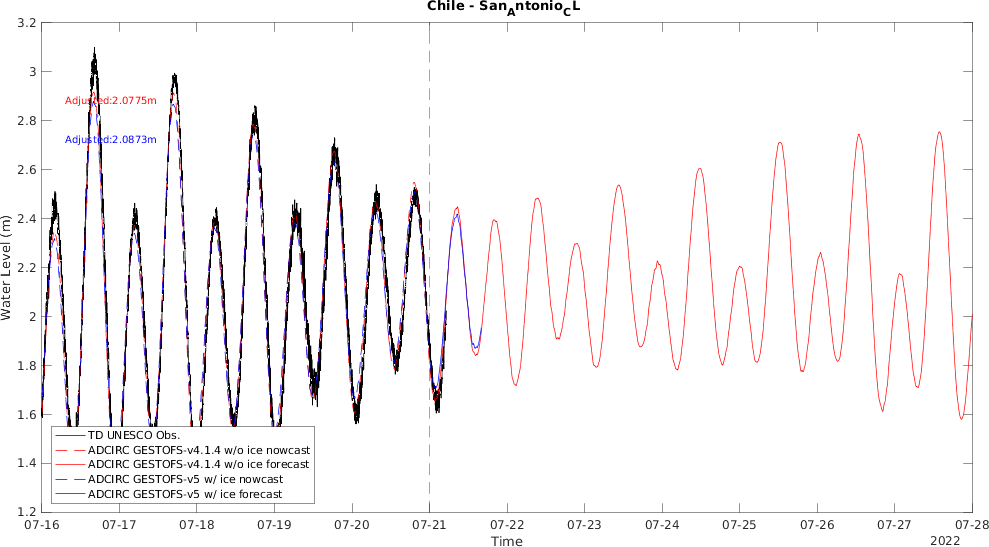 Chile - SanAntonioCL
3.2
3
2.8
2.6
2.4
2.2
2
1.8
1.6
1.4
1.2
Water Level (m)
Adjusted:2.0775m
Adjusted:2.0873m
TD UNESCO Obs.
ADCIRC GESTOFS-v4.1.4 w/o ice nowcast
ADCIRC GESTOFS-v4.1.4 w/o ice forecast
ADCIRC GESTOFS-v5 w/ ice nowcast
ADCIRC GESTOFS-v5 w/ ice forecast
07-16 07-17 07-18 07-19 07-20 07-21 07-22 07-23 07-24 07-25 07-26 07-27 07-28
Time
2022